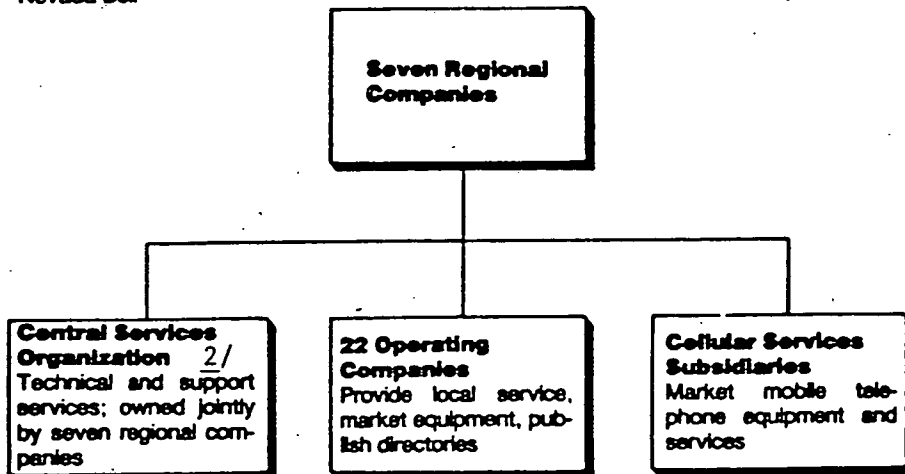 Nevada Bell
Seven Regional
Companies
Central Services
Organization 2/
Technical and support
services; owned jointly
by seven regional com-
panies
22 Operating
Companies
Provide local service,
market equipment, pub-
lish directories
Cellular Services
Subsidiaries
Market mobile tele-
phone equipment and
services